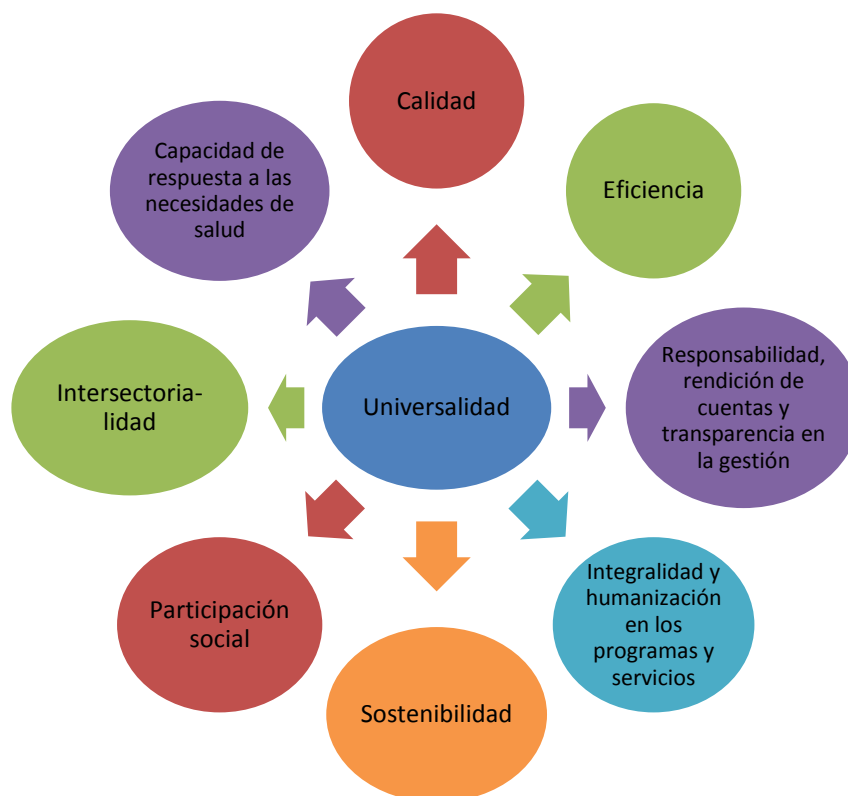 Calidad
Eficiencia
Responsabilidad,
rendición de
cuentas y
transparencia en
la gestión
Integralidad y
humanización
en los
programas y
servicios
Sostenibilidad
Participación
social
Intersectoria-
lidad
Capacidad de
respuesta a las
necesidades de
salud
Universalidad